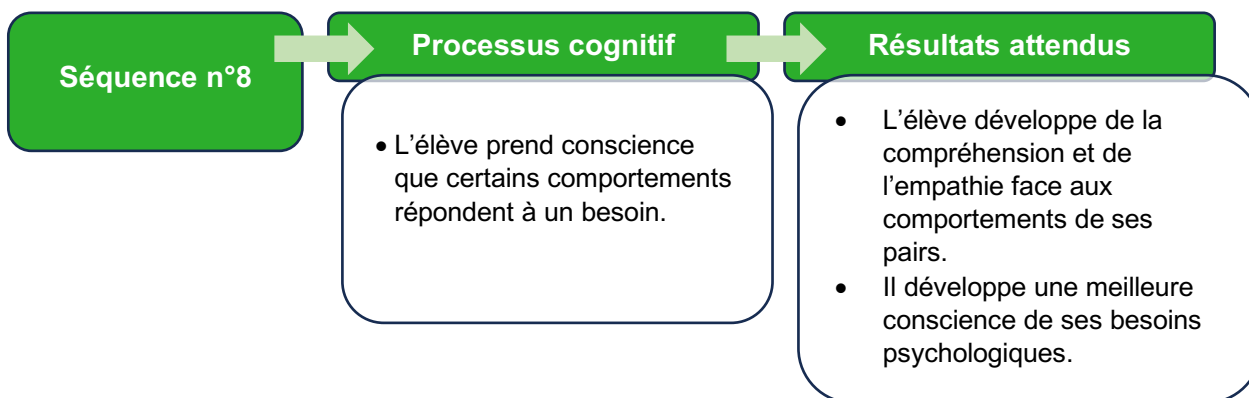 Séquence n°8
Processus cognitif
• L’élève prend conscience
que certains comportements
répondent à un besoin.
Résultats attendus
• L’élève développe de la
compréhension et de
l’empathie face aux
comportements de ses
pairs.
• Il développe une meilleure
conscience de ses besoins
psychologiques.